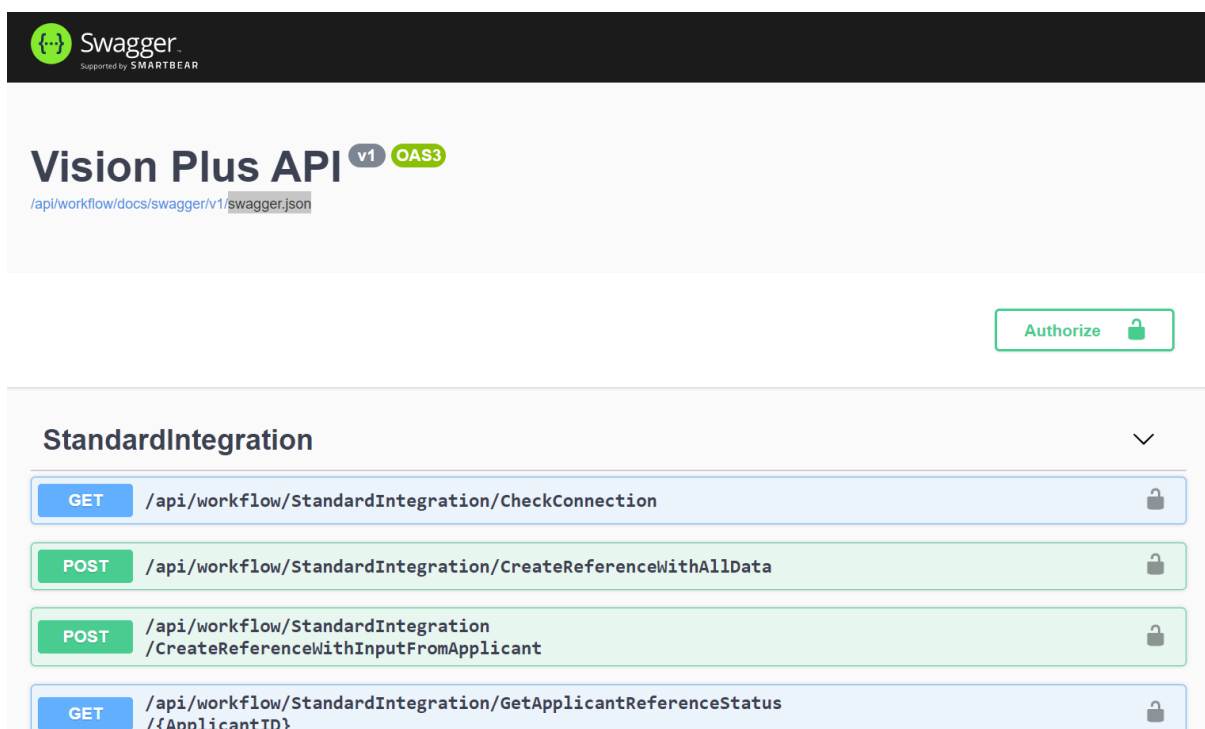 {...} Swagger™
Supported by SMARTBEAR
Vision Plus API v1 OAS3
/api/workflow/docs/swagger/v1/swagger.json
Authorize
StandardIntegration
GET /api/workflow/StandardIntegration/CheckConnection
POST /api/workflow/StandardIntegration/CreateReferenceWithAllData
POST /api/workflow/StandardIntegration
/CreateReferenceWithInputFromApplicant
GET /api/workflow/StandardIntegration/GetApplicantReferenceStatus
/{ApplicantID}